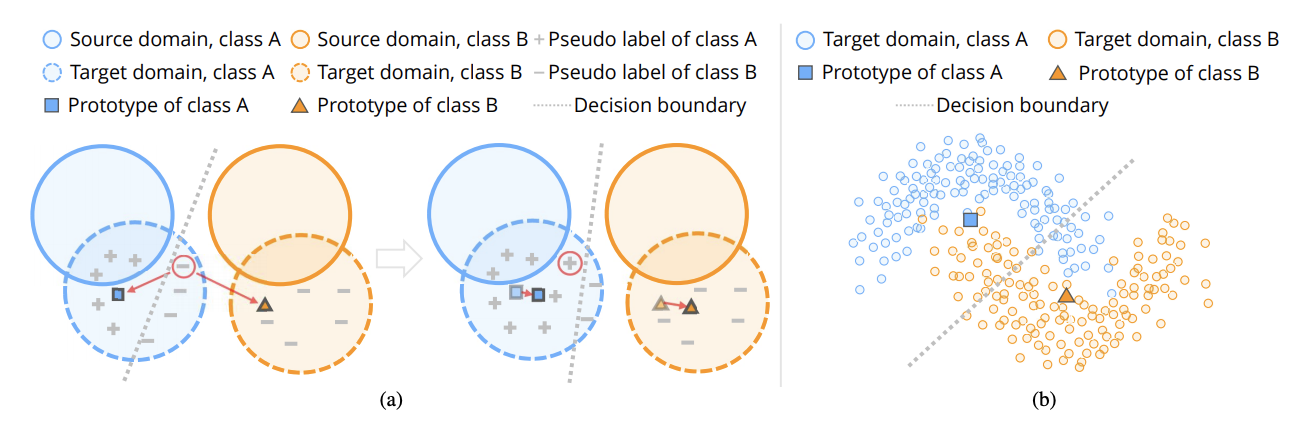 Source domain, class A Source domain, class B + Pseudo label of class A
Target domain, class A Target domain, class B − Pseudo label of class B
Prototype of class A Prototype of class B Decision boundary
(a)
Target domain, class A Target domain, class B
Prototype of class A Prototype of class B
Decision boundary
(b)